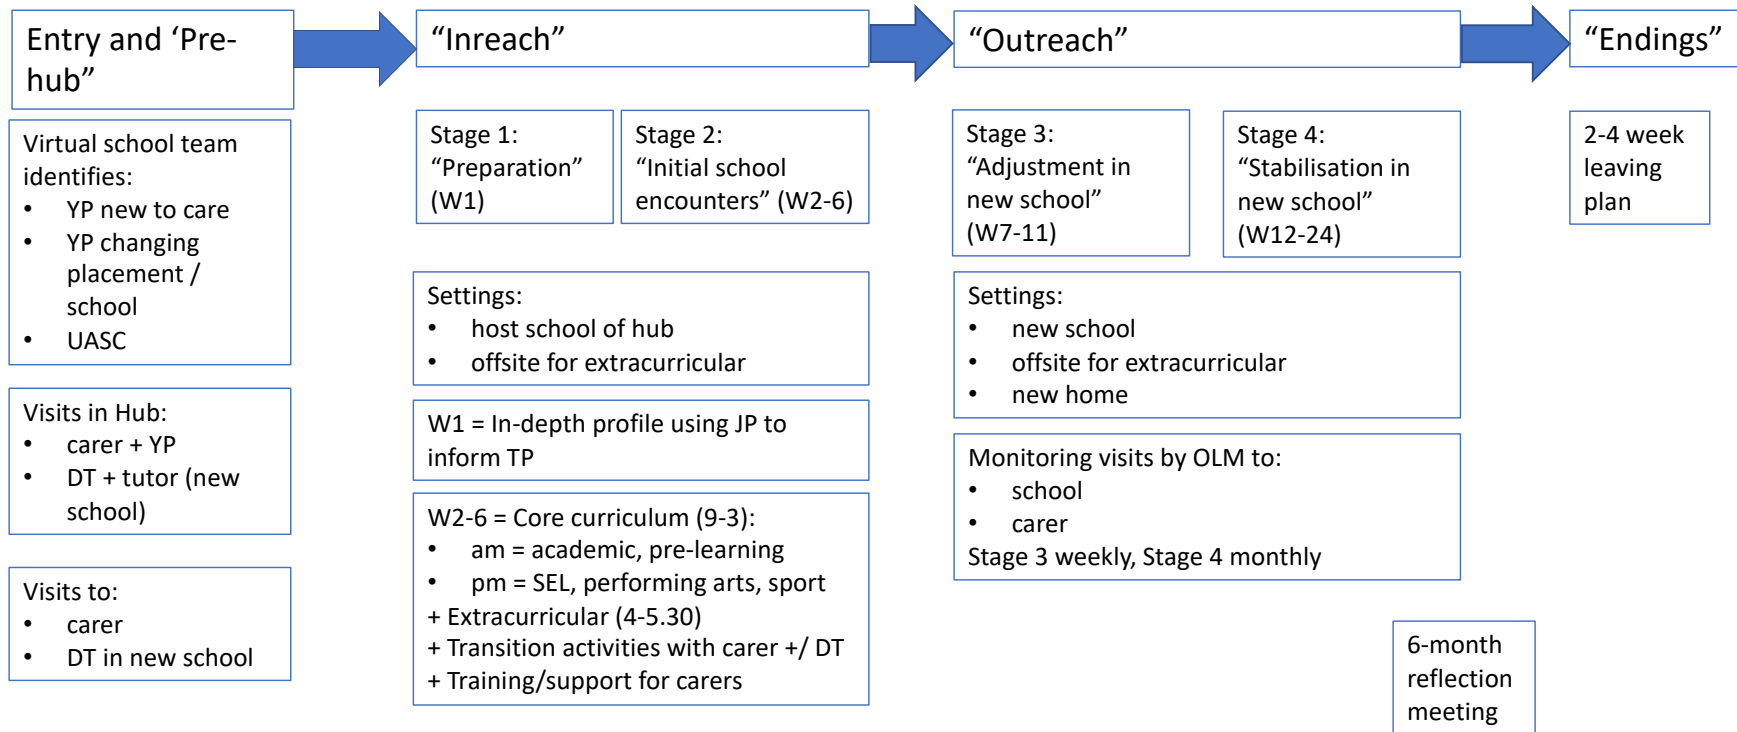 Entry and ‘Pre-
hub”
“Inreach”
“Outreach”
“Endings”
Virtual school team
identifies:
• YP new to care
• YP changing
placement /
school
• UASC
Visits in Hub:
• carer + YP
• DT + tutor (new
school)
Visits to:
• carer
• DT in new school
Stage 1:
“Preparation”
(W1)
Stage 2:
“Initial school
encounters” (W2-6)
Settings:
• host school of hub
• offsite for extracurricular
W1 = In-depth profile using JP to
inform TP
W2-6 = Core curriculum (9-3):
• am = academic, pre-learning
• pm = SEL, performing arts, sport
+ Extracurricular (4-5.30)
+ Transition activities with carer +/ DT
+ Training/support for carers
Stage 3:
“Adjustment in
new school”
(W7-11)
Stage 4:
“Stabilisation in
new school”
(W12-24)
Settings:
• new school
• offsite for extracurricular
• new home
Monitoring visits by OLM to:
• school
• carer
Stage 3 weekly, Stage 4 monthly
6-month
reflection
meeting
2-4 week
leaving
plan